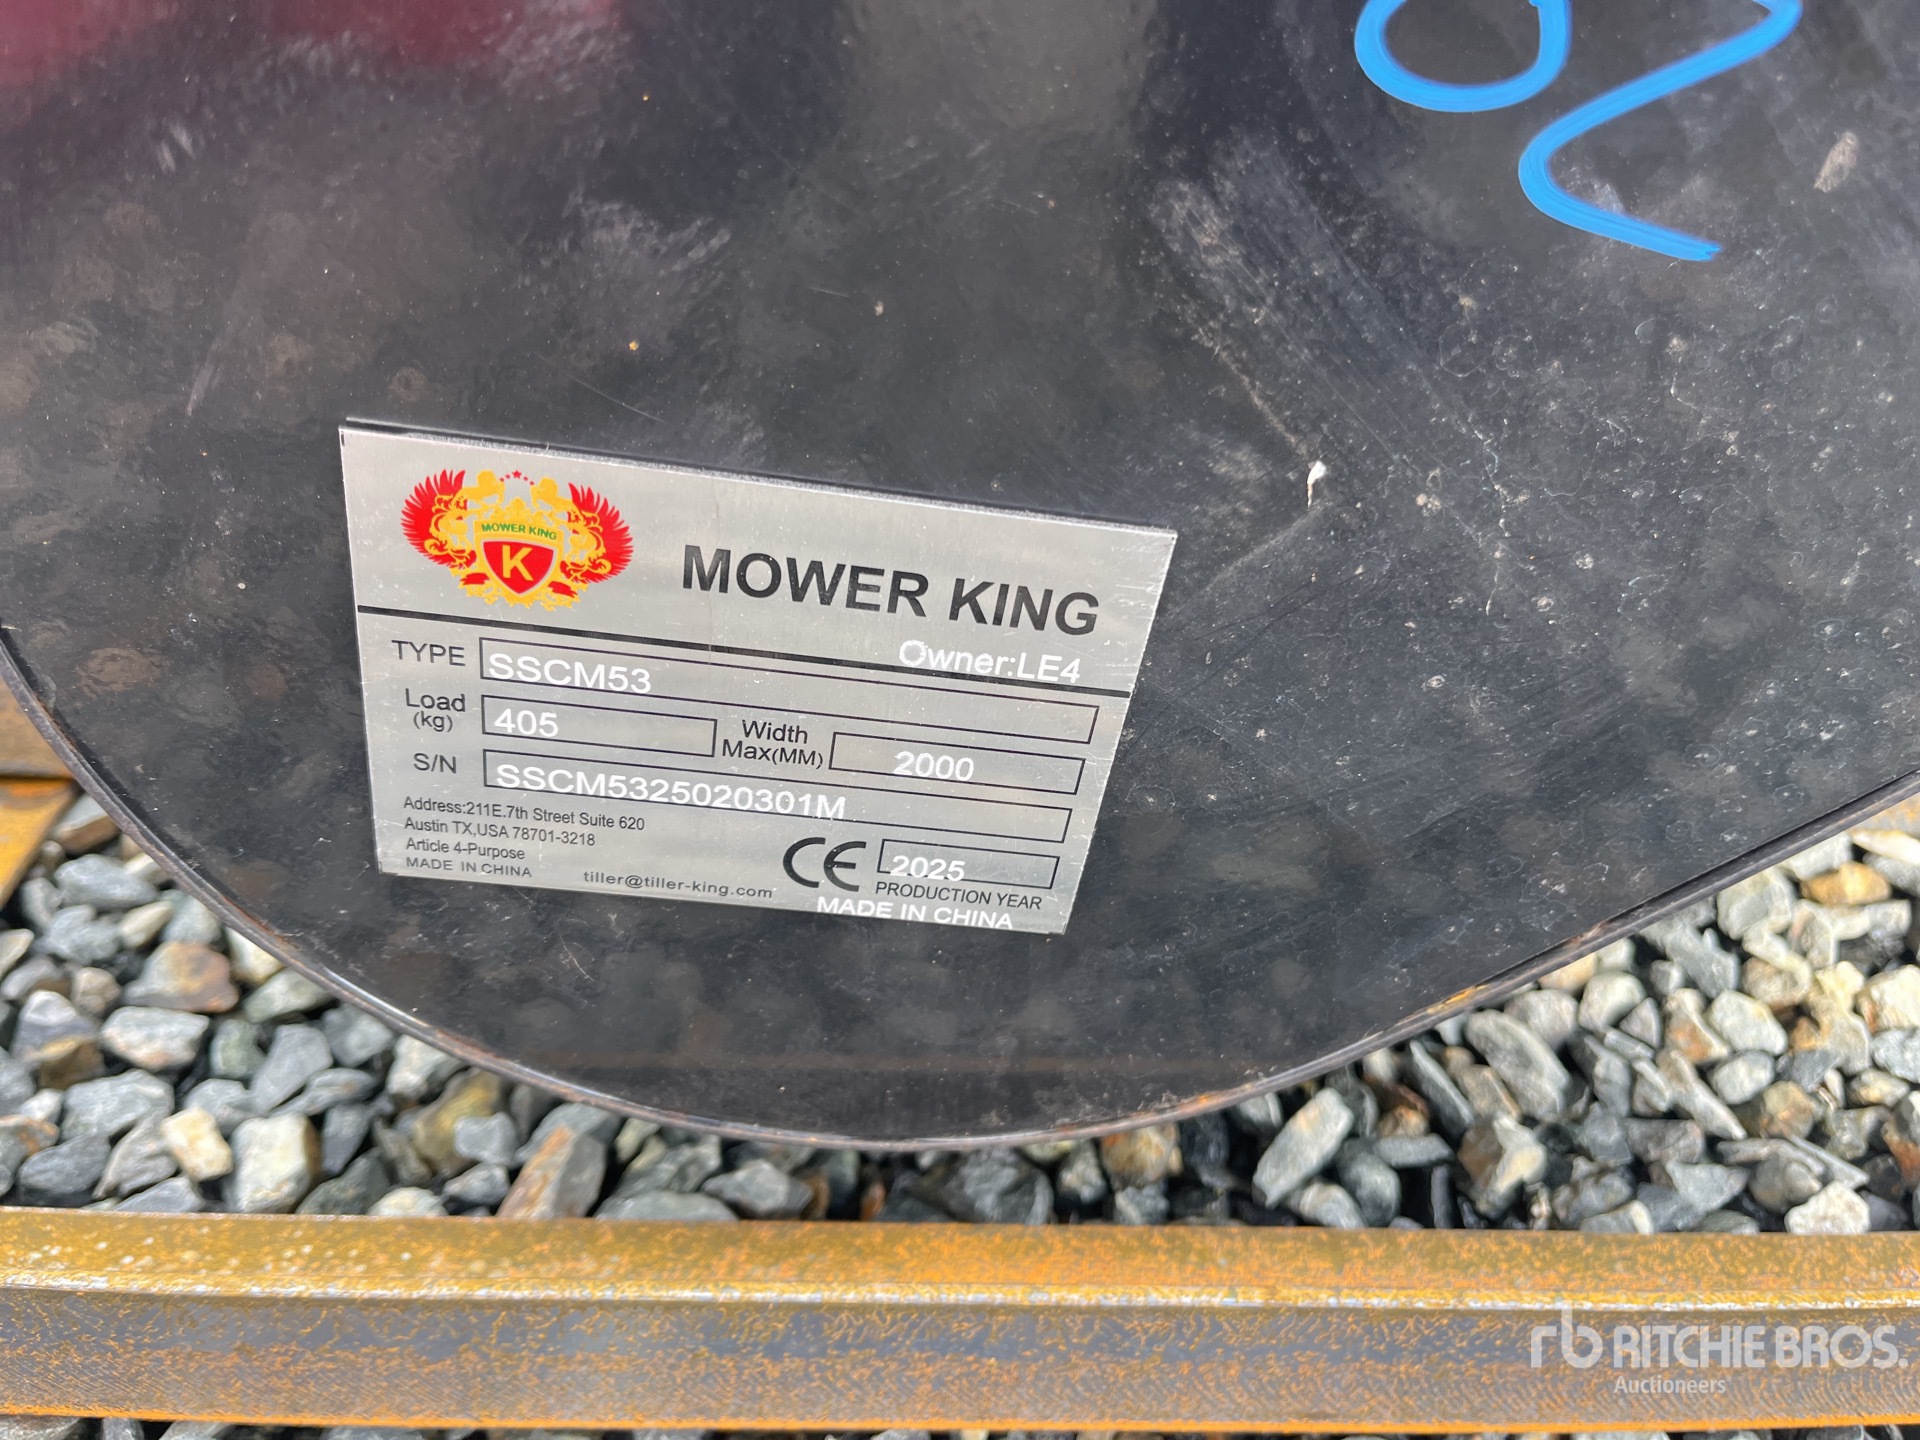 MOWER KING
K
MOWER KING
Owner:LE4
TYPE SSCM53
Load (kg) 405
Width Max(MM) 2000
S/N SSCM5325020301M
Address:211E.7th Street Suite 620
Austin TX,USA 78701-3218
Article 4-Purpose
MADE IN CHINA
tiller@tiller-king.com
CE
2025
PRODUCTION YEAR
MADE IN CHINA
rb RITCHIE BROS.
Auctioneers